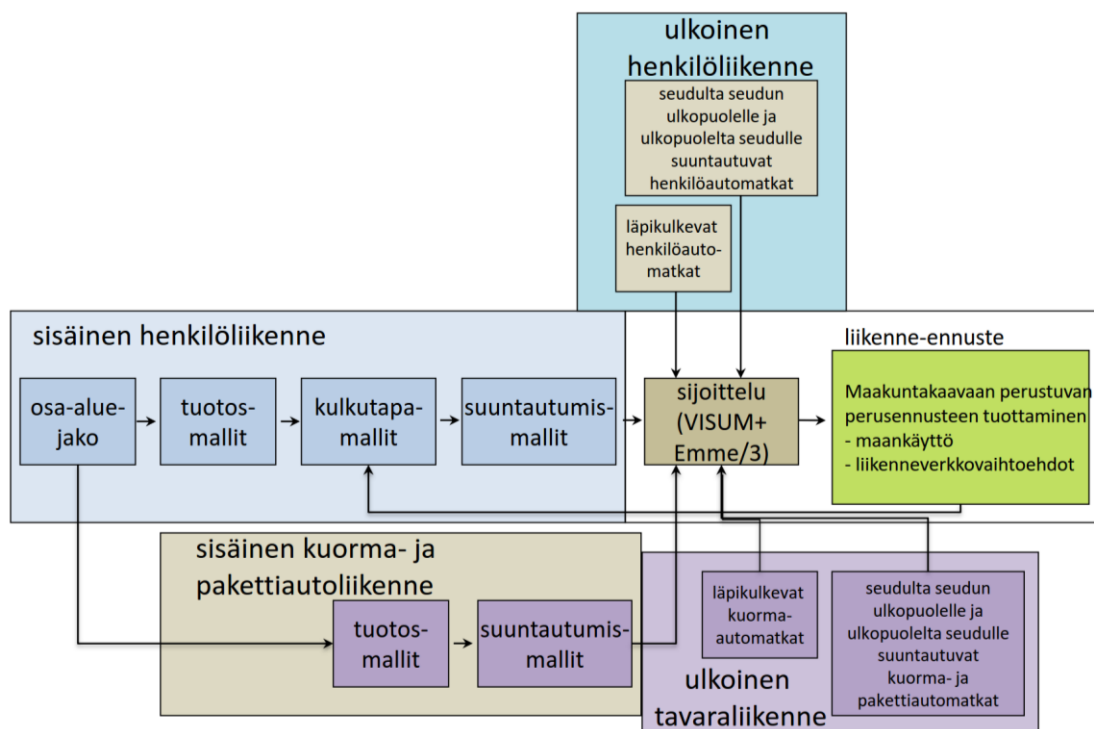 ulkoinen
henkilöliikenne
seudulta seudun
ulkopuolelle ja
ulkopuolelta seudulle
suuntautuvat
henkilöautomatkat
läpikulkevat
henkilöauto-
matkat
sisäinen henkilöliikenne
osa-alue-
jako
tuotos-
mallit
kulkutapa-
mallit
suuntautumis-
mallit
sijoittelu
(VISUM+
Emme/3)
liikenne-ennuste
Maakuntakaavaan perustuvan
perusennusteen tuottaminen
- maankäyttö
- liikenneverkkovaihtoehdot
sisäinen kuorma- ja
pakettiautoliikenne
tuotos-
mallit
suuntautumis-
mallit
läpikulkevat
kuorma-
automatkat
seudulta seudun
ulkopuolelle ja
ulkopuolelta seudulle
suuntautuvat
kuorma- ja
pakettiautomatkat
ulkoinen
tavaraliikenne